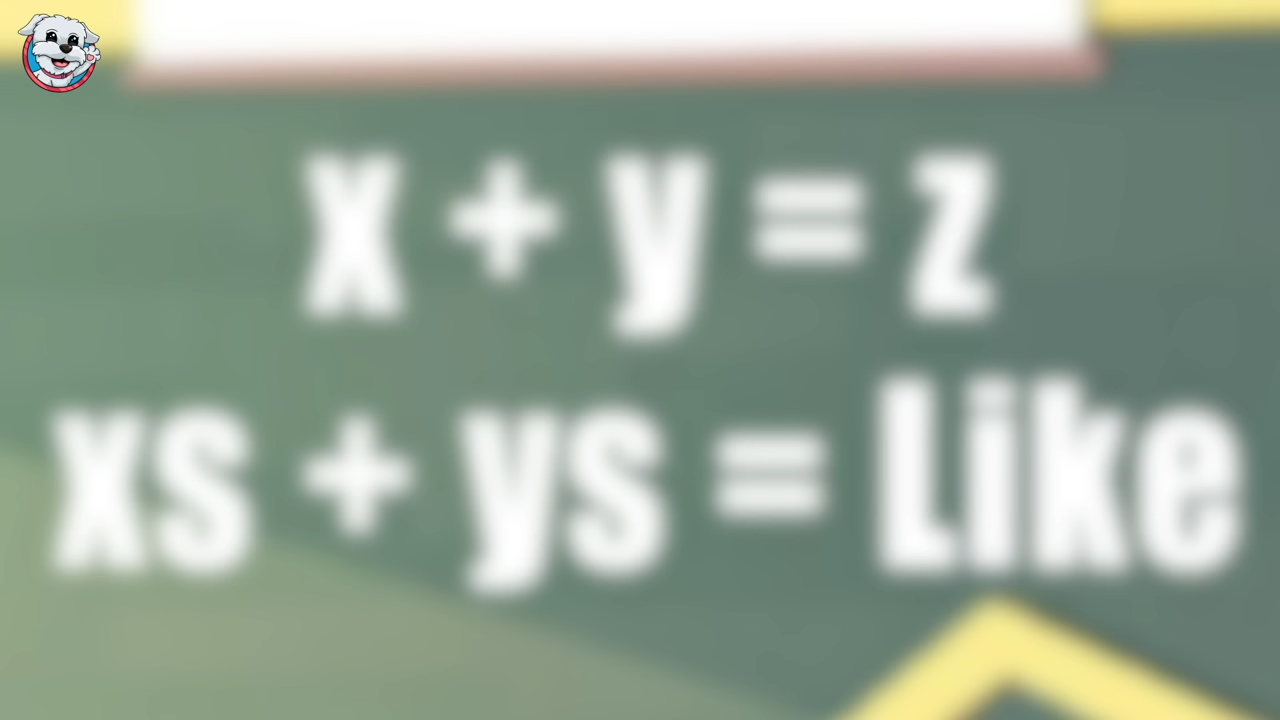 x + y = z
xs + ys = Like